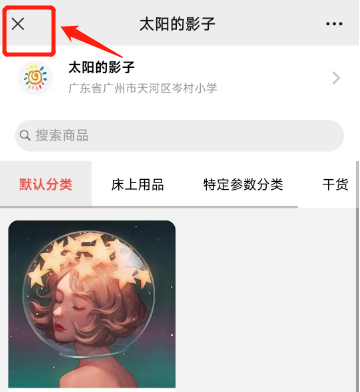 太阳的影子
太阳的影子
广东省广州市天河区岑村小学
搜索商品
默认分类 床上用品 特定参数分类 干货